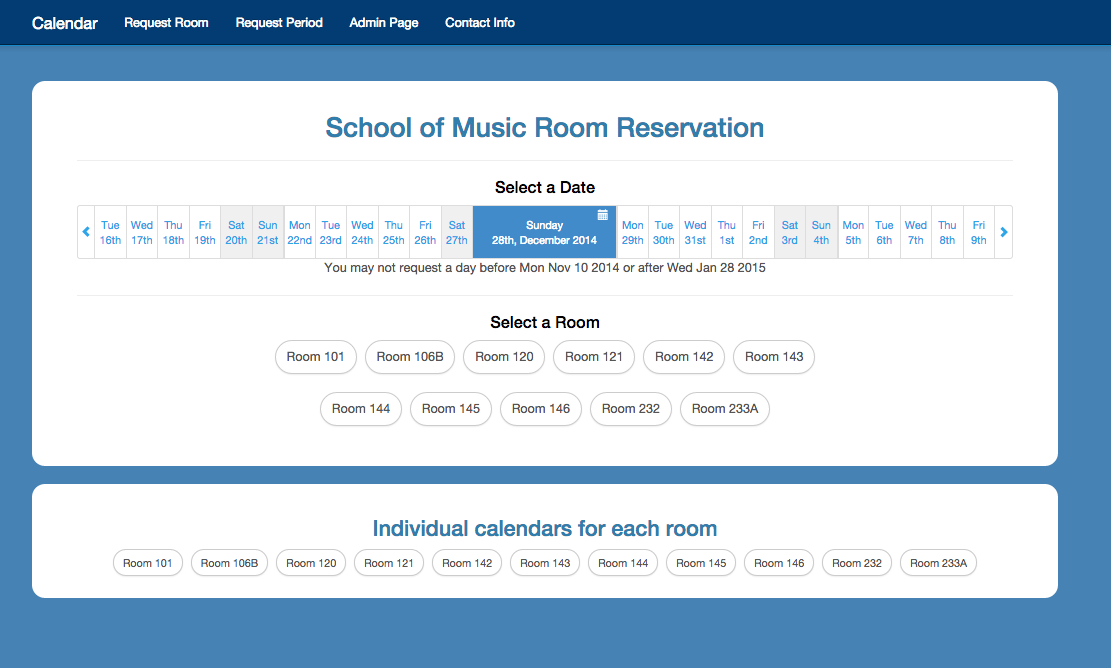 Calendar Request Room Request Period Admin Page Contact Info
School of Music Room Reservation
Select a Date
Tue Wed Thu Fri Sat Sun Mon Tue Wed Thu Fri Sat Sunday Mon Tue Wed Thu Fri Sat Sun Mon Tue Wed Thu Fri
16th 17th 18th 19th 20th 21st 22nd 23rd 24th 25th 26th 27th 28th, December 2014 29th 30th 31st 1st 2nd 3rd 4th 5th 6th 7th 8th 9th
You may not request a day before Mon Nov 10 2014 or after Wed Jan 28 2015
Select a Room
Room 101 Room 106B Room 120 Room 121 Room 142 Room 143
Room 144 Room 145 Room 146 Room 232 Room 233A
Individual calendars for each room
Room 101 Room 106B Room 120 Room 121 Room 142 Room 143 Room 144 Room 145 Room 146 Room 232 Room 233A